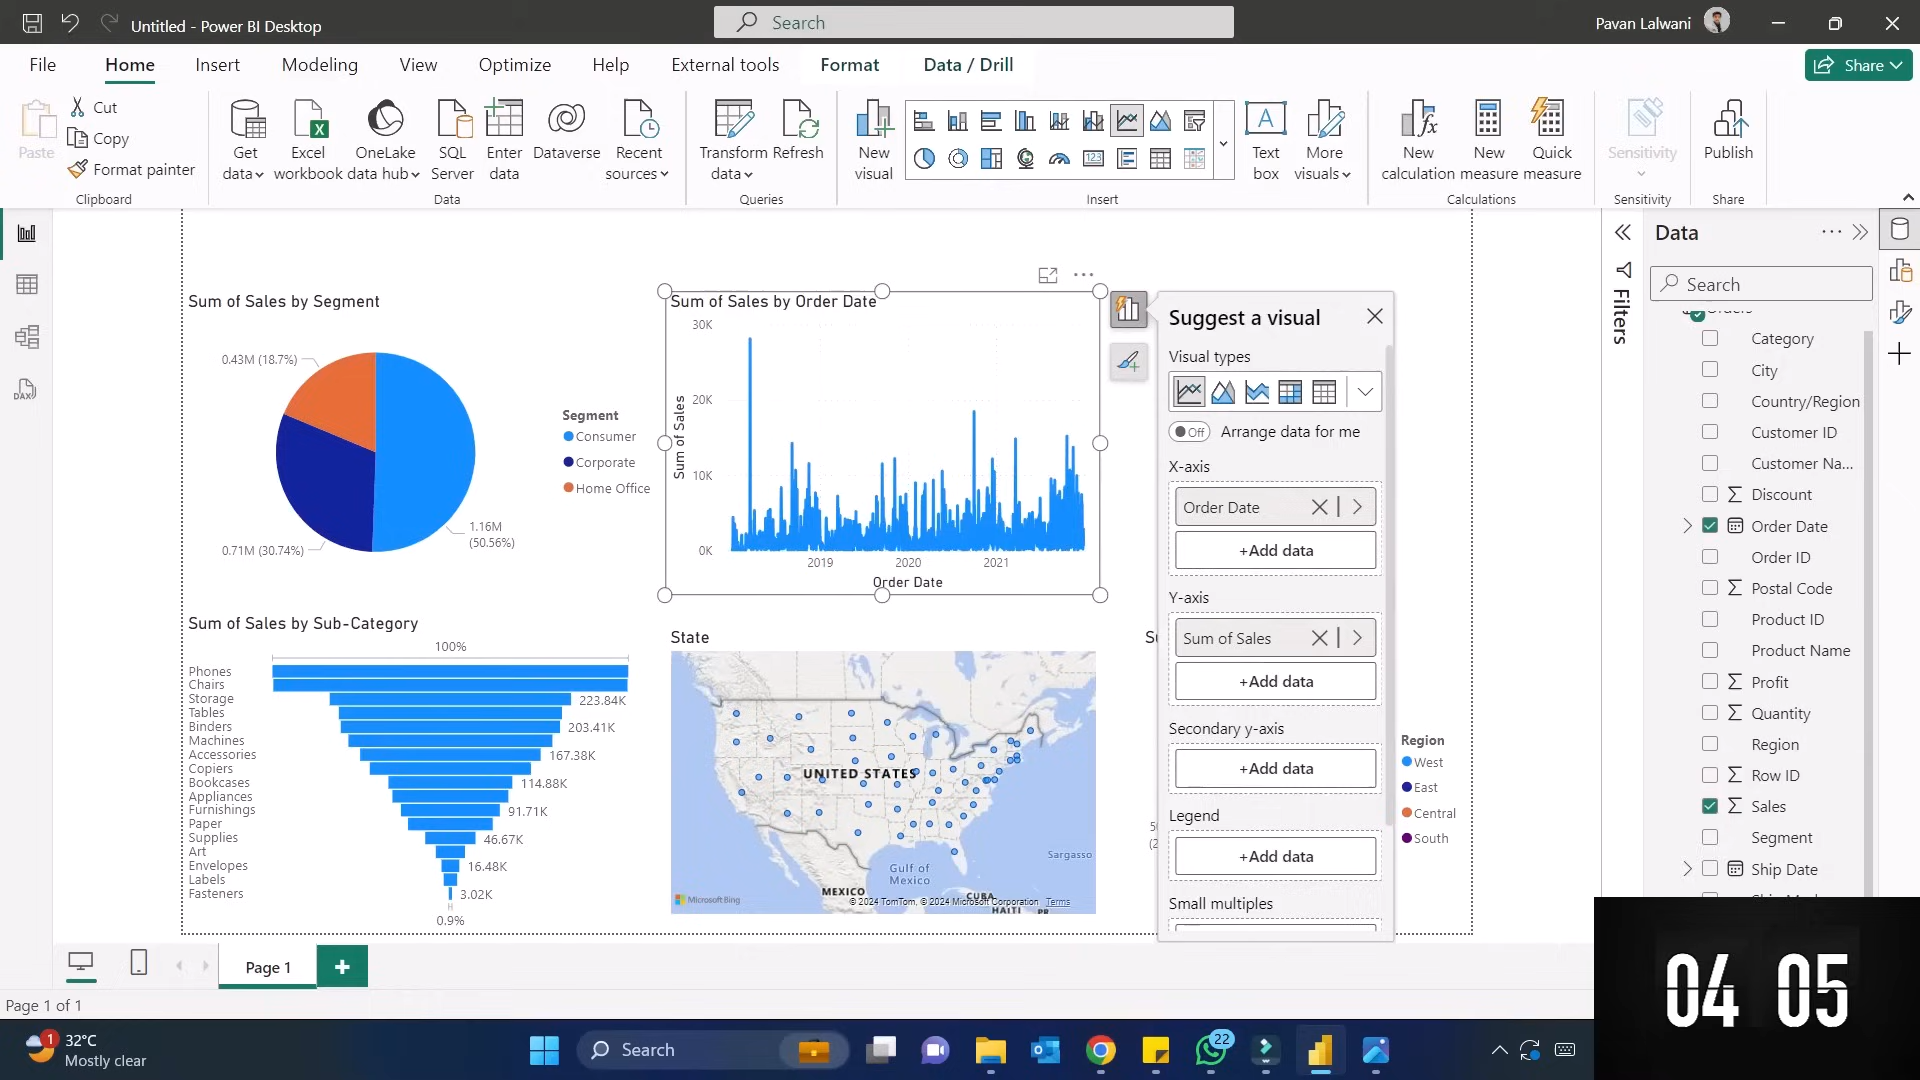 Untitled - Power BI Desktop
Search
Pavan Lalwani
File
Home
Insert
Modeling
View
Optimize
Help
External tools
Format
Data / Drill
Share
Paste
Cut
Copy
Format painter
Clipboard
Get data
Excel workbook
OneLake data hub
SQL Server
Enter data
Dataverse
Recent sources
Data
Transform data
Refresh
Queries
New visual
Text box
More visuals
Insert
New calculation
New measure
Quick measure
Calculations
Sensitivity
Sensitivity
Publish
Share
Sum of Sales by Segment
0.43M (18.7%)
0.71M (30.74%)
1.16M
(50.56%)
Segment
Consumer
Corporate
Home Office
Sum of Sales by Order Date
30K
20K
10K
0K
Sum of Sales
2019
2020
2021
Order Date
Sum of Sales by Sub-Category
100%
Phones
Chairs
Storage
223.84K
Tables
Binders
203.41K
Machines
Accessories
167.38K
Copiers
Bookcases
114.88K
Appliances
Furnishings
91.71K
Paper
Supplies
46.67K
Art
Envelopes
16.48K
Labels
Fasteners
3.02K
0.9%
State
UNITED STATES
MEXICO
Gulf of
Mexico
CUBA
HAITI
PR
Sargasso
Microsoft Bing
© 2024 TomTom, © 2024 Microsoft Corporation Terms
Suggest a visual
Visual types
Off
Arrange data for me
X-axis
Order Date
+Add data
Y-axis
Sum of Sales
+Add data
Secondary y-axis
+Add data
Legend
+Add data
Small multiples
Region
West
East
Central
South
Filters
Data
Search
Orders
Category
City
Country/Region
Customer ID
Customer Na...
Discount
Order Date
Order ID
Postal Code
Product ID
Product Name
Profit
Quantity
Region
Row ID
Sales
Segment
Ship Date
DAX
Page 1
Page 1 of 1
04 05
1
32°C
Mostly clear
Search
22